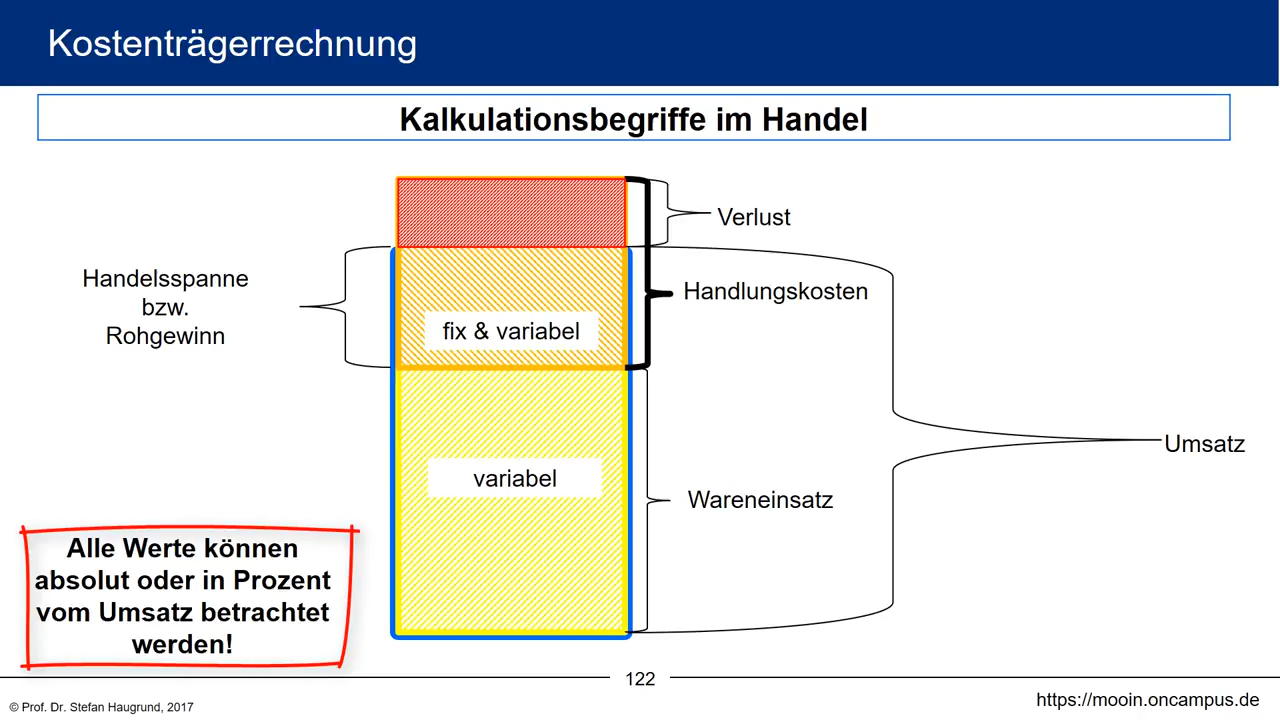 Kostenträgerrechnung
Kalkulationsbegriffe im Handel
Verlust
Handelsspanne
bzw.
Rohgewinn
Handlungskosten
fix & variabel
Umsatz
variabel
Wareneinsatz
Alle Werte können
absolut oder in Prozent
vom Umsatz betrachtet
werden!
122
© Prof. Dr. Stefan Haugrund, 2017
https://mooin.oncampus.de